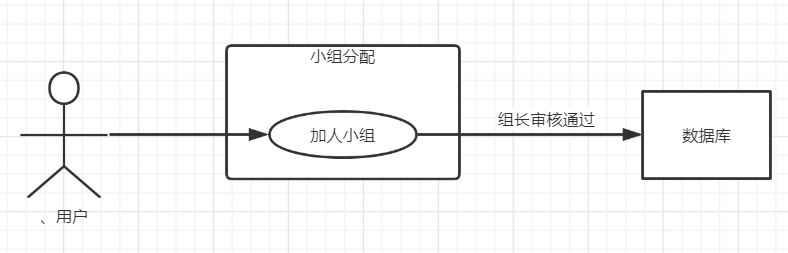 小组分配
组长审核通过
加人小组
数据库
、用户